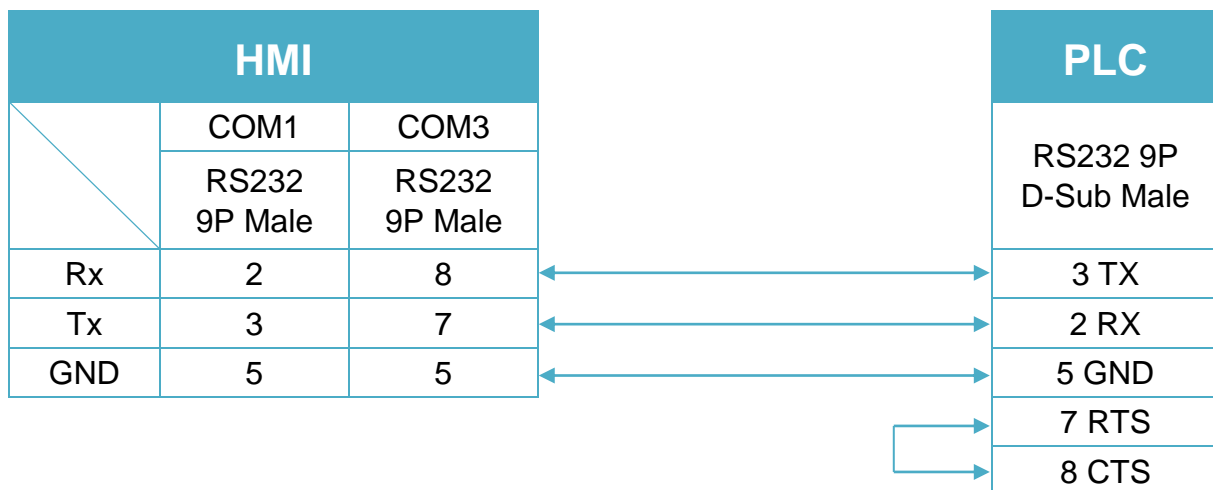 HMI
PLC
COM1 COM3
RS232 9P
D-Sub Male
RS232 RS232
9P Male 9P Male
Rx 2 8 3 TX
Tx 3 7 2 RX
GND 5 5 5 GND
7 RTS
8 CTS